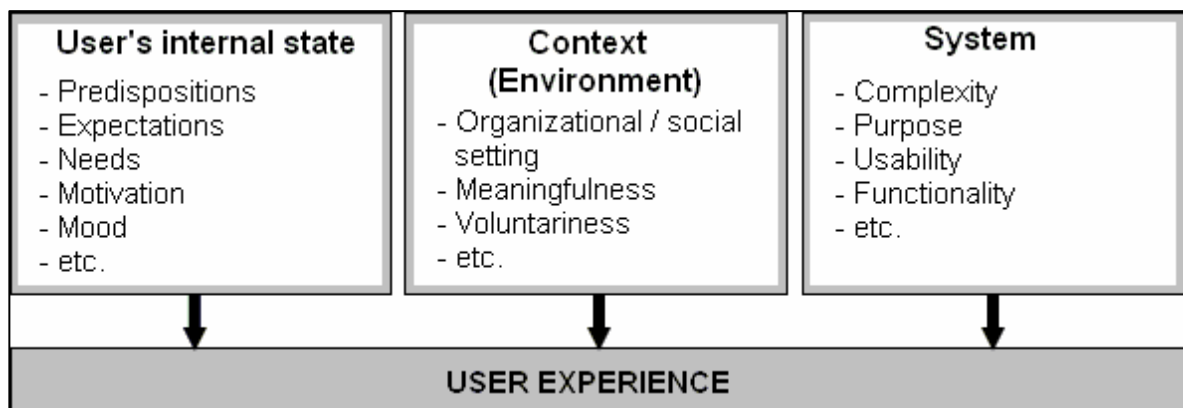 User's internal state
- Predispositions
- Expectations
- Needs
- Motivation
- Mood
- etc.
Context
(Environment)
- Organizational / social
setting
- Meaningfulness
- Voluntariness
- etc.
System
- Complexity
- Purpose
- Usability
- Functionality
- etc.
USER EXPERIENCE